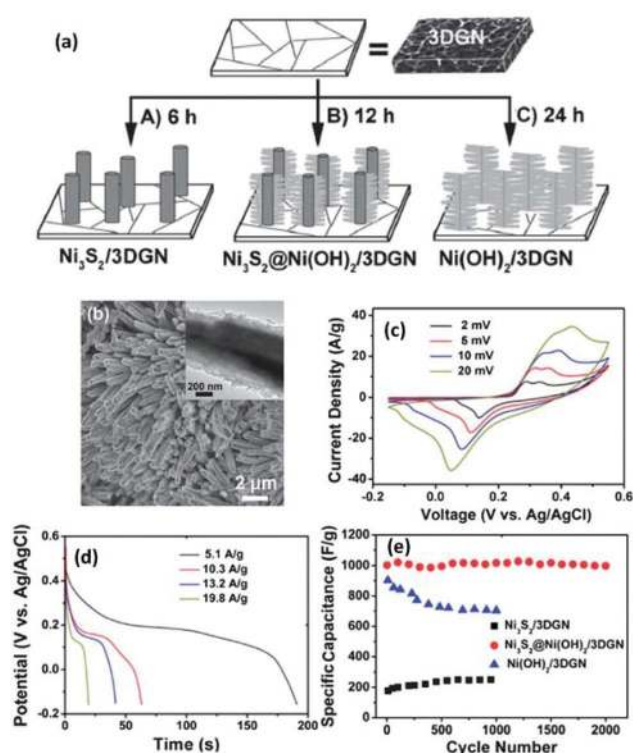 (a)
3DGN
=
A) 6 h
B) 12 h
C) 24 h
Ni₃S₂/3DGN
Ni₃S₂@Ni(OH)₂/3DGN
Ni(OH)₂/3DGN
(b)
200 nm
2 μm
(c)
2 mV
5 mV
10 mV
20 mV
Current Density (A/g)
40
20
0
-20
-40
-0.2
0.0
0.2
0.4
0.6
Voltage (V vs. Ag/AgCl)
(d)
5.1 A/g
10.3 A/g
13.2 A/g
19.8 A/g
Potential (V vs. Ag/AgCl)
0.6
0.4
0.2
0.0
-0.2
0
50
100
150
200
Time (s)
(e)
Specific Capacitance (F/g)
1200
1000
800
600
400
200
0
Ni₃S₂/3DGN
Ni₃S₂@Ni(OH)₂/3DGN
Ni(OH)₂/3DGN
0
500
1000
1500
2000
Cycle Number